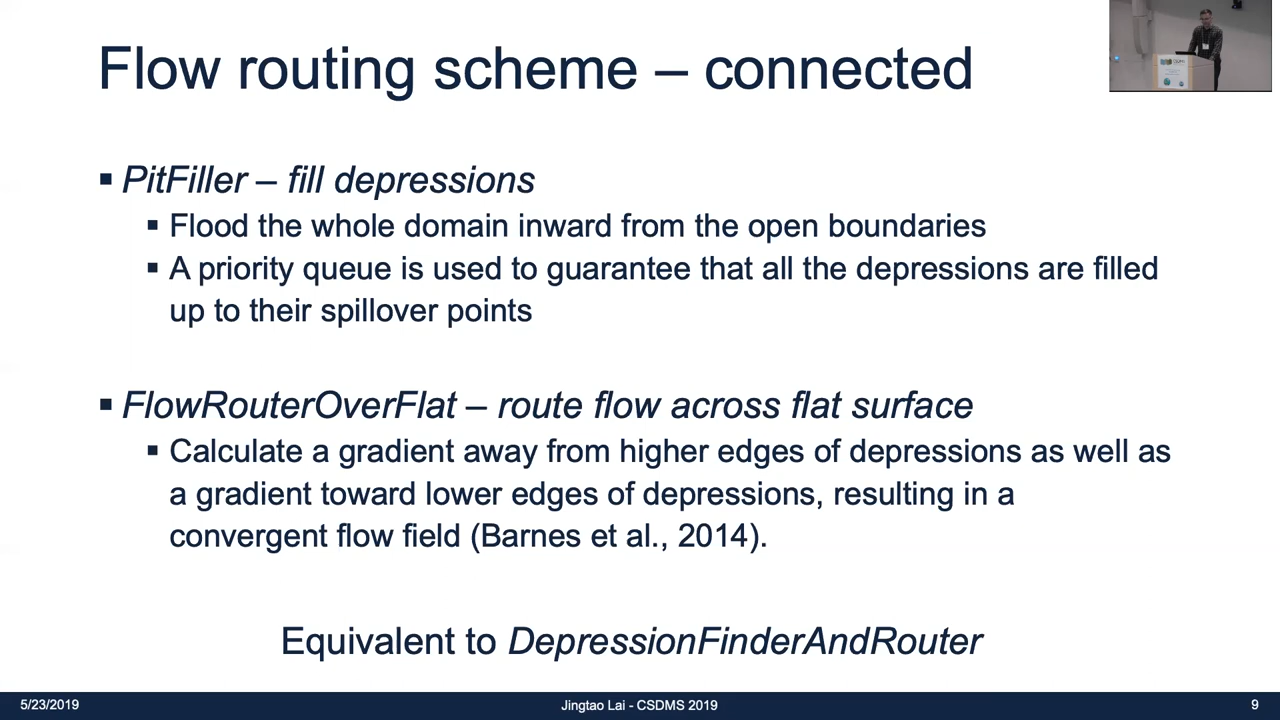 Flow routing scheme – connected
▪ PitFiller – fill depressions
▪ Flood the whole domain inward from the open boundaries
▪ A priority queue is used to guarantee that all the depressions are filled
up to their spillover points
▪ FlowRouterOverFlat – route flow across flat surface
▪ Calculate a gradient away from higher edges of depressions as well as
a gradient toward lower edges of depressions, resulting in a
convergent flow field (Barnes et al., 2014).
Equivalent to DepressionFinderAndRouter
5/23/2019
Jingtao Lai - CSDMS 2019
9